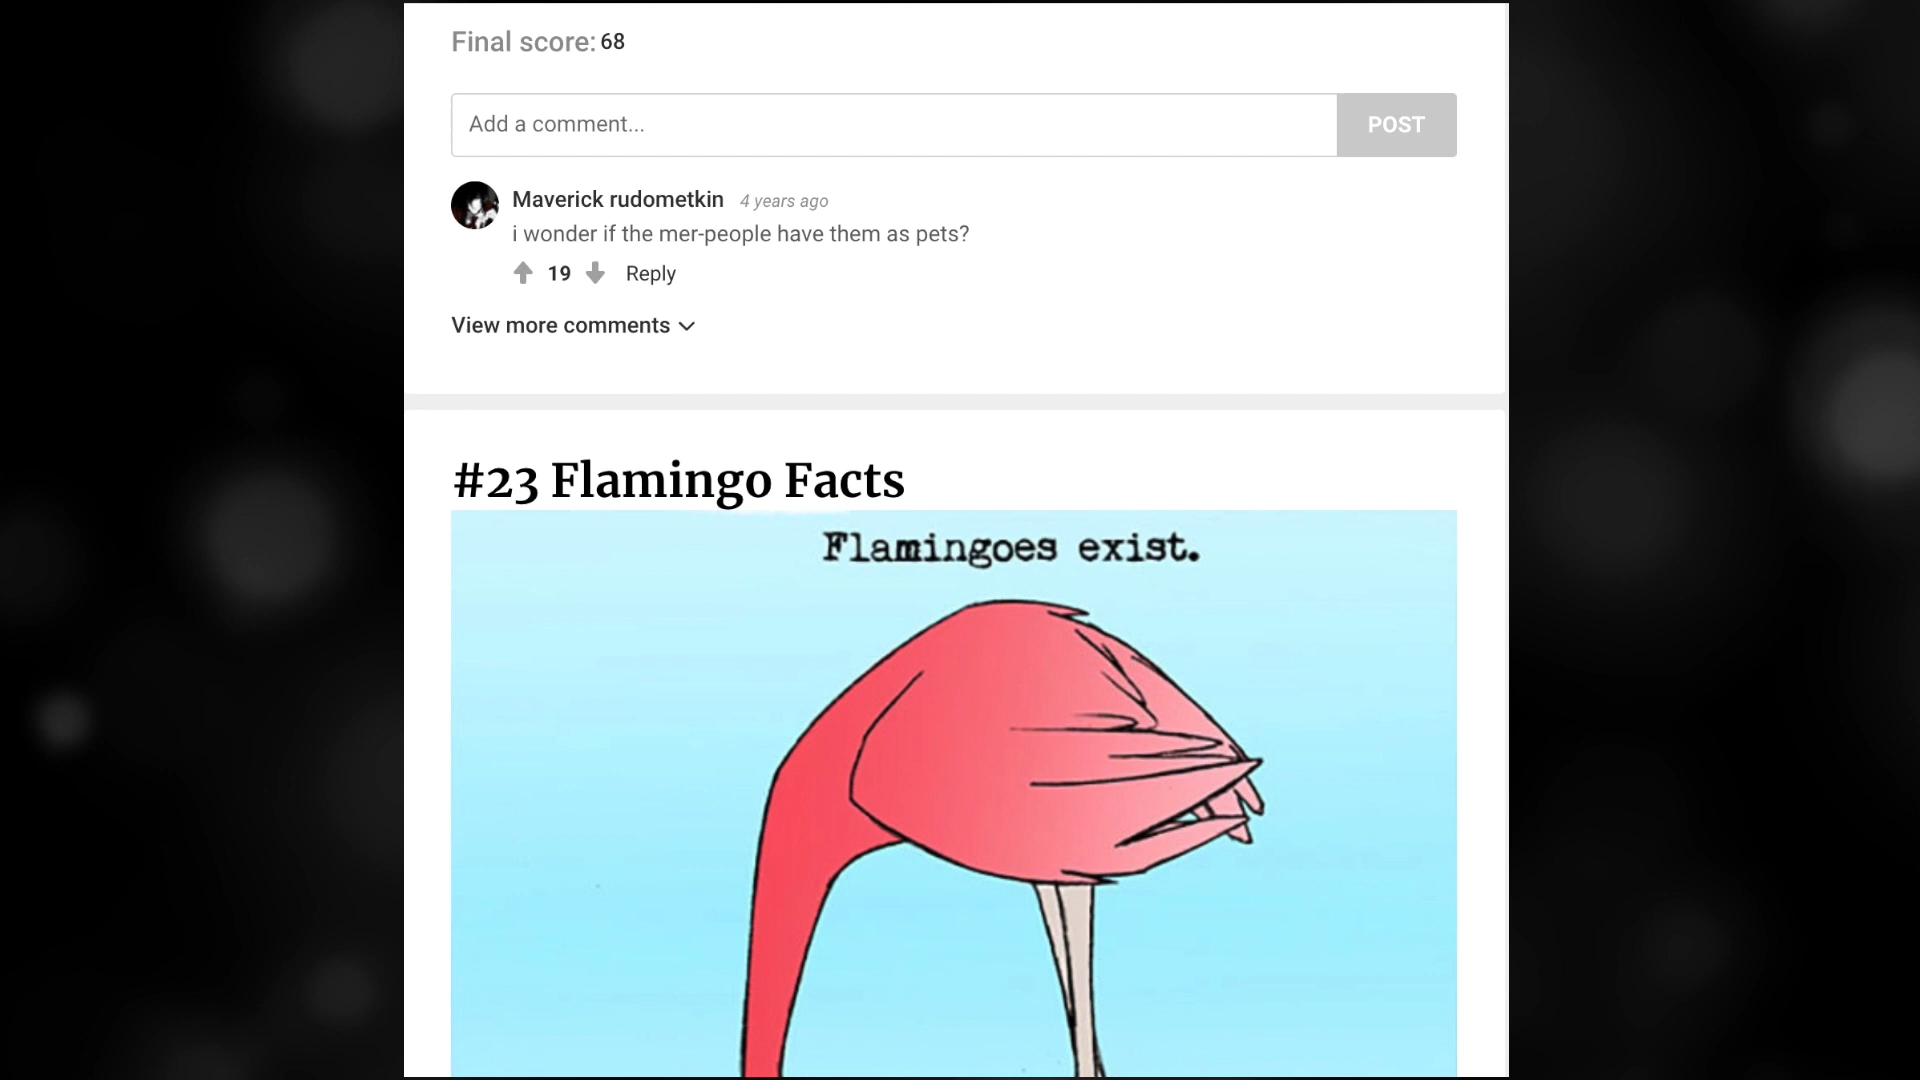 Final score: 68
Add a comment...
POST
Maverick rudometkin 4 years ago
i wonder if the mer-people have them as pets?
19 Reply
View more comments
#23 Flamingo Facts
Flamingoes exist.